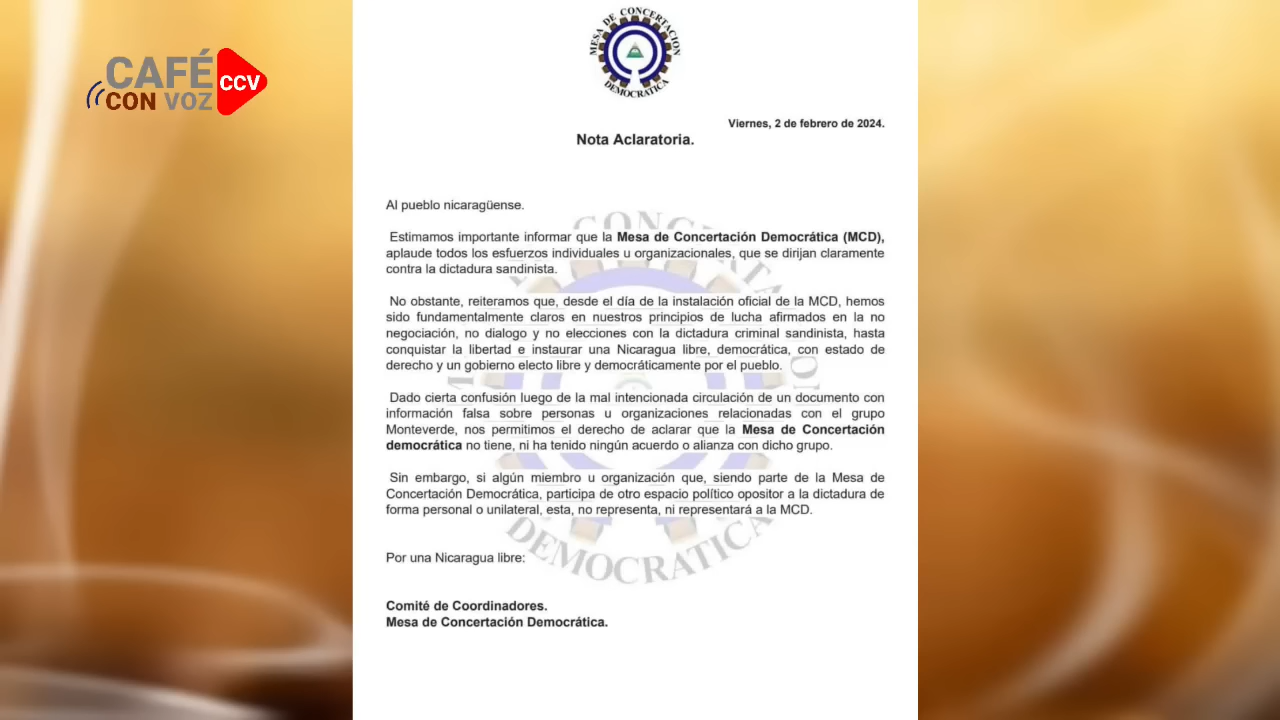 CAFÉ
CON VOZ
CCV
MESA DE CONCERTACION
DEMOCRATICA
Viernes, 2 de febrero de 2024.
Nota Aclaratoria.
Al pueblo nicaragüense.
Estimamos importante informar que la Mesa de Concertación Democrática (MCD),
aplaude todos los esfuerzos individuales u organizacionales, que se dirijan claramente
contra la dictadura sandinista.
No obstante, reiteramos que, desde el día de la instalación oficial de la MCD, hemos
sido fundamentalmente claros en nuestros principios de lucha afirmados en la no
negociación, no dialogo y no elecciones con la dictadura criminal sandinista, hasta
conquistar la libertad e instaurar una Nicaragua libre, democrática, con estado de
derecho y un gobierno electo libre y democráticamente por el pueblo.
Dado cierta confusión luego de la mal intencionada circulación de un documento con
información falsa sobre personas u organizaciones relacionadas con el grupo
Monteverde, nos permitimos el derecho de aclarar que la Mesa de Concertación
democrática no tiene, ni ha tenido ningún acuerdo o alianza con dicho grupo.
Sin embargo, si algún miembro u organización que, siendo parte de la Mesa de
Concertación Democrática, participa de otro espacio político opositor a la dictadura de
forma personal o unilateral, esta, no representa, ni representará a la MCD.
DEMOCRATICA
Por una Nicaragua libre:
Comité de Coordinadores.
Mesa de Concertación Democrática.